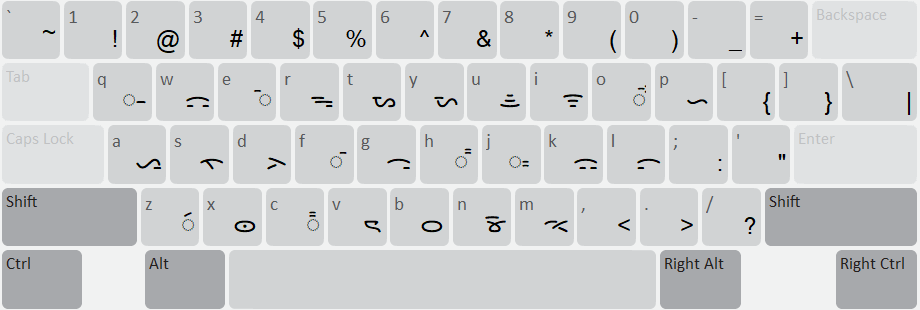 ` ~ 1 ! 2 @ 3 # 4 $ 5 % 6 ^ 7 & 8 * 9 ( 0 ) - _ = + Backspace
Tab q w e r t y u ᯥ i ᯤ o p ᯇ [ { ] } \ |
Caps Lock a s d ᯑ f g h j k l ; : ' " Enter
Shift z x c v b ᯅ n m , < . > / ? Shift
Ctrl Alt Right Alt Right Ctrl